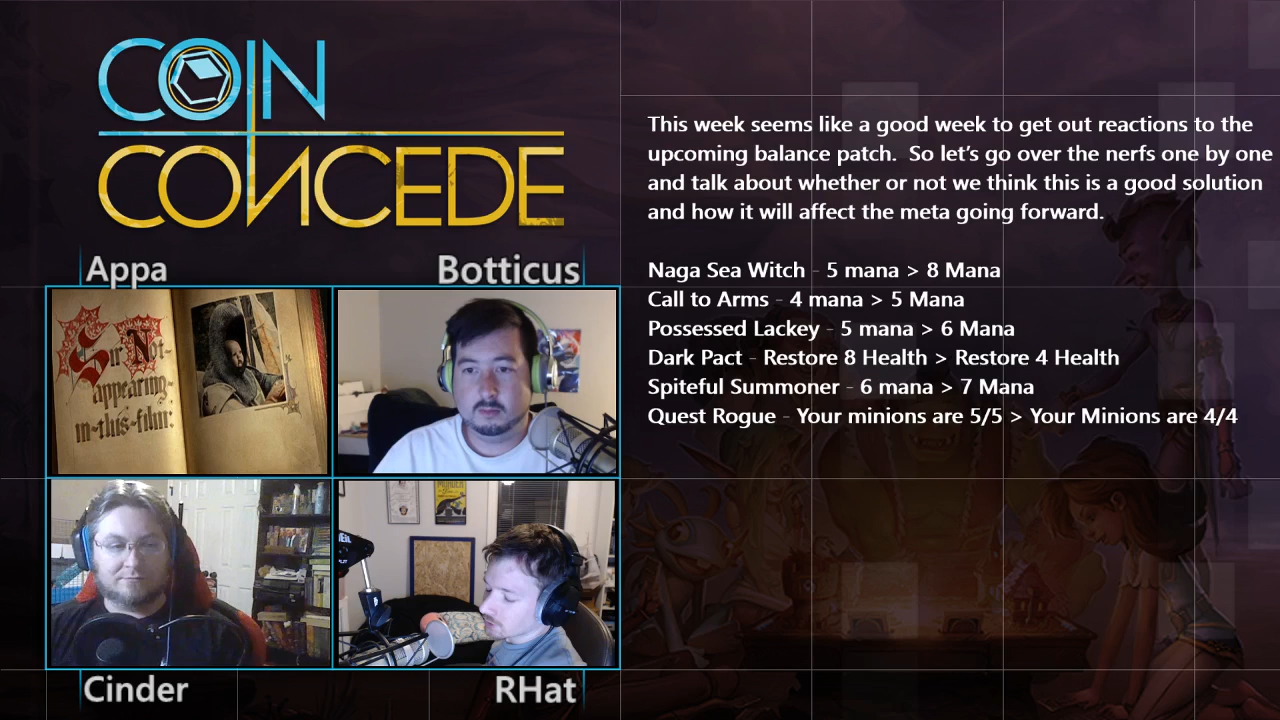 COIN
CONCEDE
Appa
Botticus
Sir Not-
appearing-
in-this-film:
Cinder
RHat
This week seems like a good week to get out reactions to the
upcoming balance patch.  So let’s go over the nerfs one by one
and talk about whether or not we think this is a good solution
and how it will affect the meta going forward.
Naga Sea Witch - 5 mana > 8 Mana
Call to Arms - 4 mana > 5 Mana
Possessed Lackey - 5 mana > 6 Mana
Dark Pact - Restore 8 Health > Restore 4 Health
Spiteful Summoner - 6 mana > 7 Mana
Quest Rogue - Your minions are 5/5 > Your Minions are 4/4